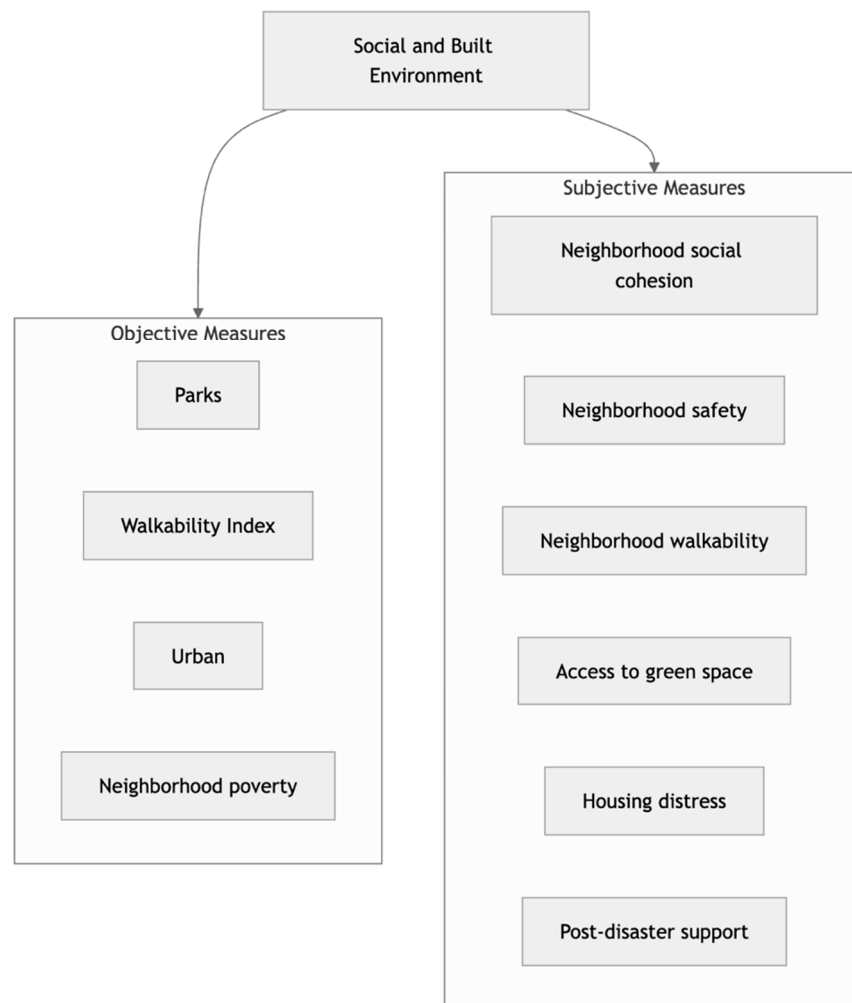 Social and Built
Environment
Objective Measures
Parks
Walkability Index
Urban
Neighborhood poverty
Subjective Measures
Neighborhood social
cohesion
Neighborhood safety
Neighborhood walkability
Access to green space
Housing distress
Post-disaster support